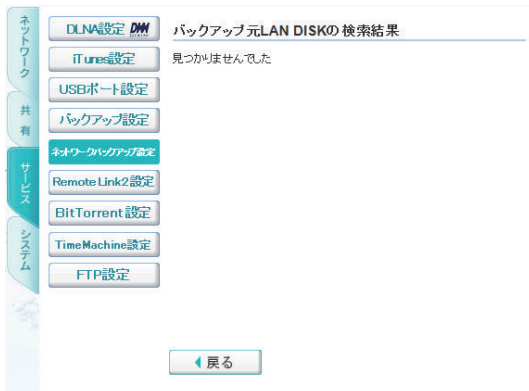 ネットワーク
共有
サービス
システム
DLNA設定
iTunes設定
USBポート設定
バックアップ設定
ネットワークバックアップ設定
Remote Link2設定
BitTorrent設定
TimeMachine設定
FTP設定
バックアップ元LAN DISKの検索結果
見つかりませんでした
戻る